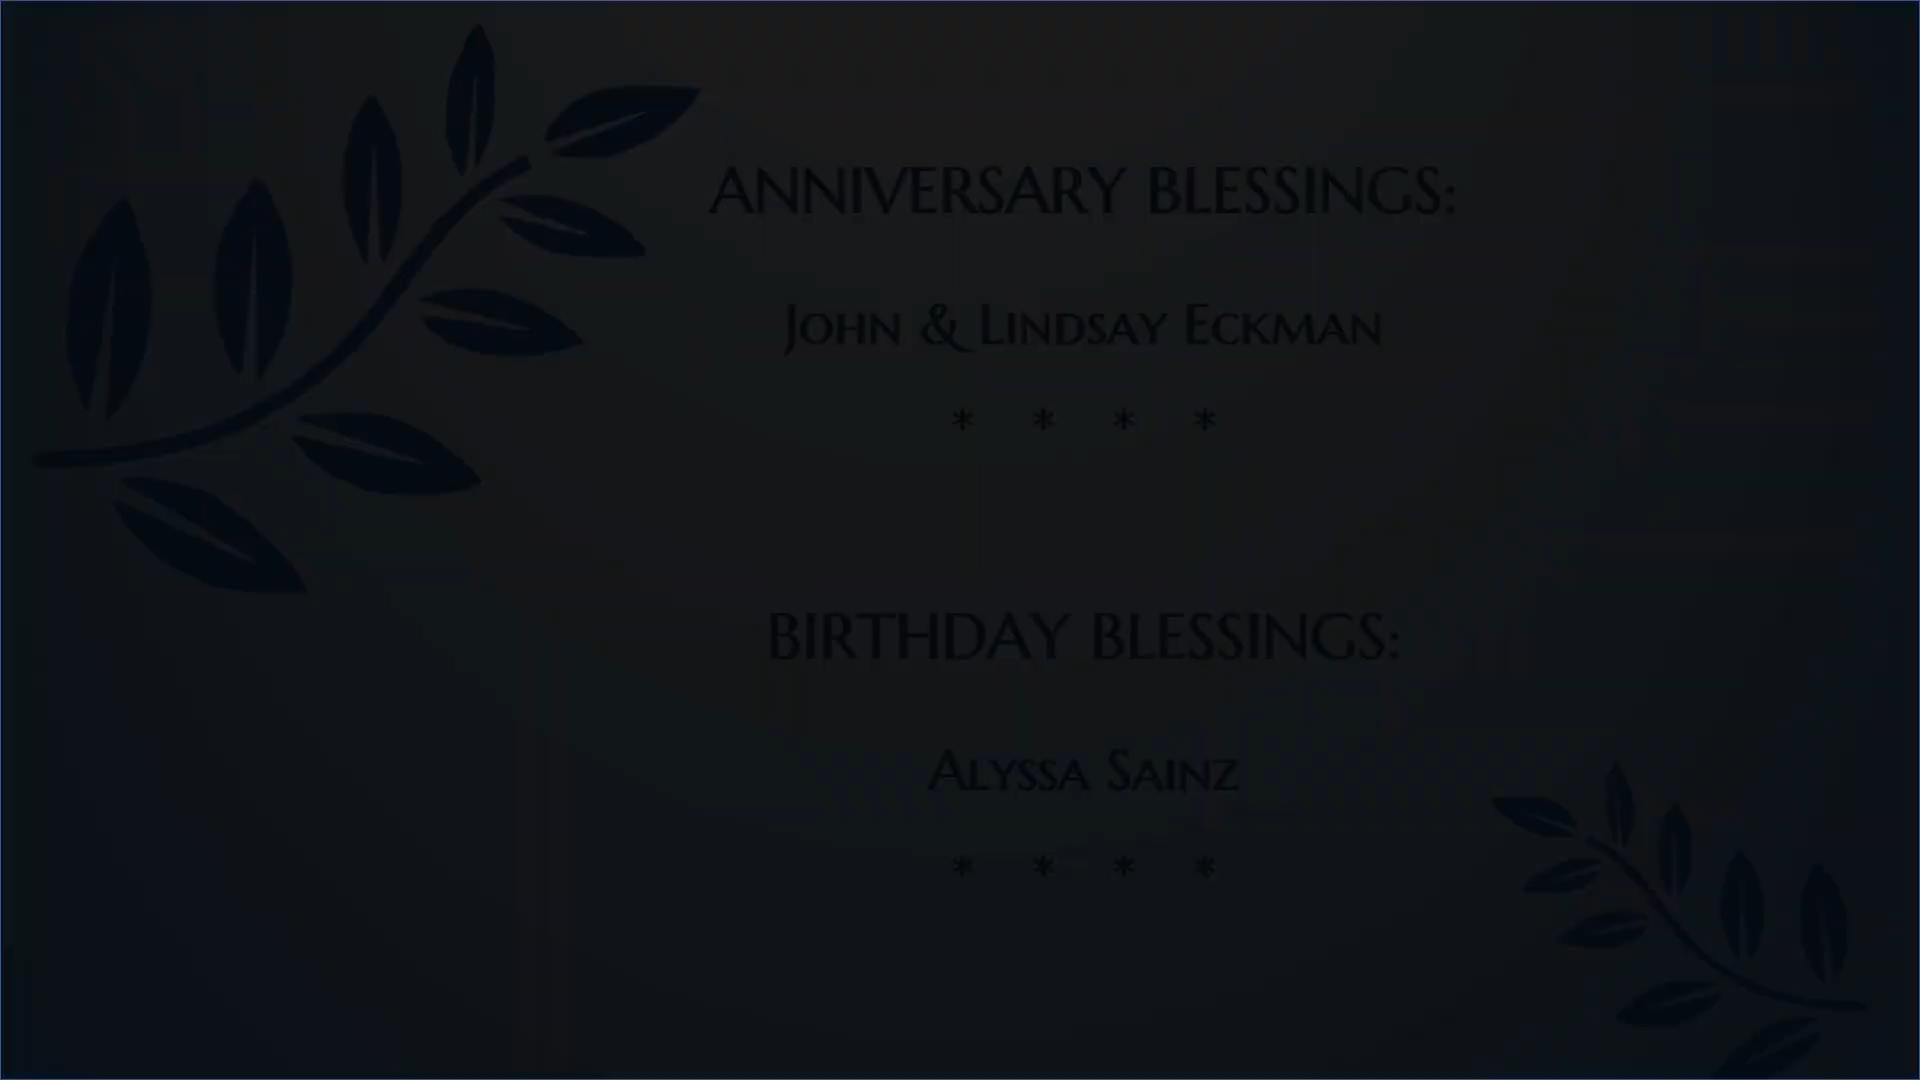 ANNIVERSARY BLESSINGS:
John & Lindsay Eckman
* * * *
BIRTHDAY BLESSINGS:
Alyssa Sainz
* * * *